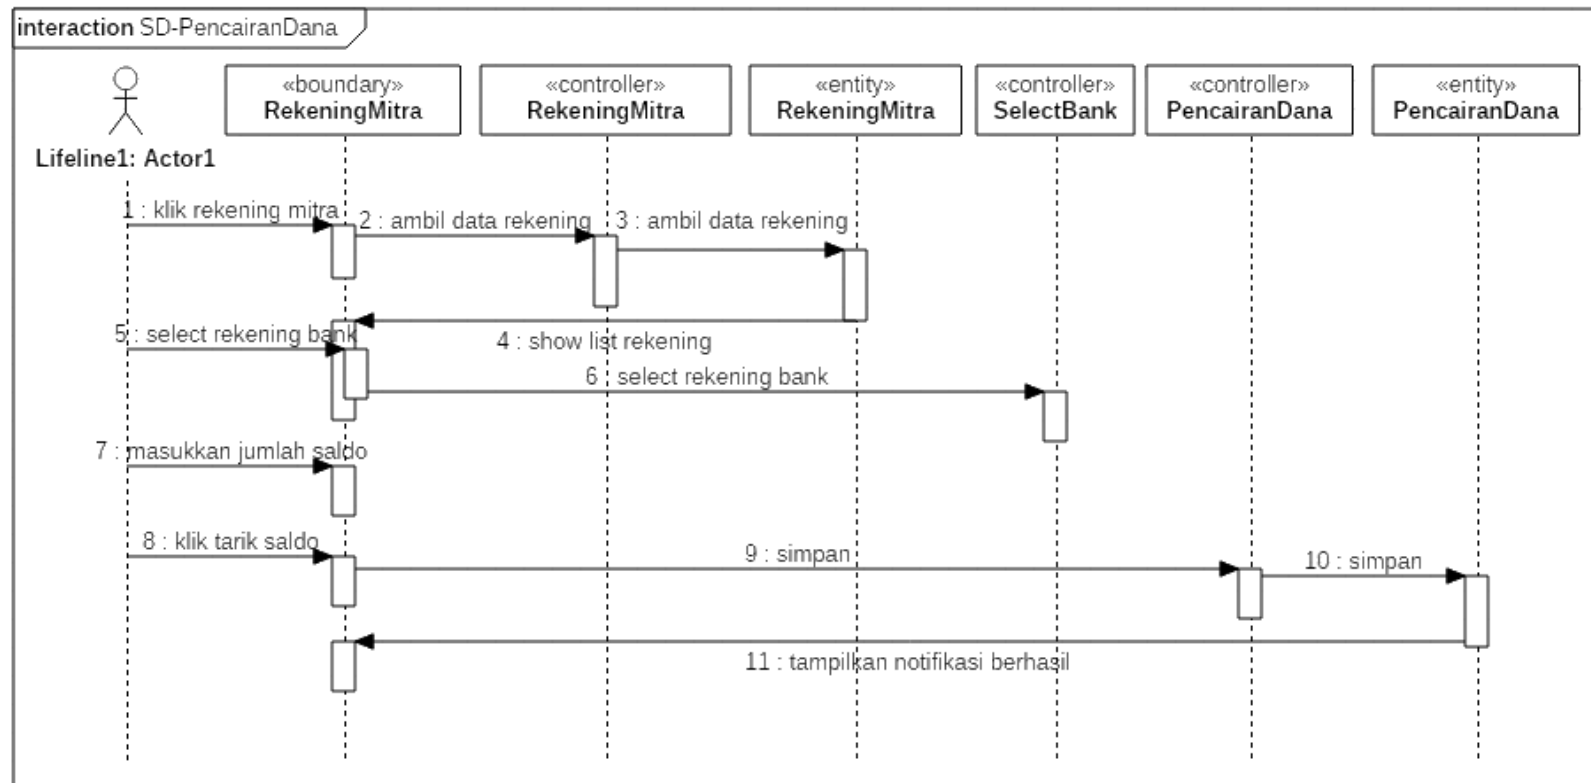 interaction SD-PencairanDana
«boundary»
RekeningMitra
«controller»
RekeningMitra
«entity»
RekeningMitra
«controller»
SelectBank
«controller»
PencairanDana
«entity»
PencairanDana
Lifeline1: Actor1
1 : klik rekening mitra
2 : ambil data rekening
3 : ambil data rekening
4 : show list rekening
5 : select rekening bank
6 : select rekening bank
7 : masukkan jumlah saldo
8 : klik tarik saldo
9 : simpan
10 : simpan
11 : tampilkan notifikasi berhasil